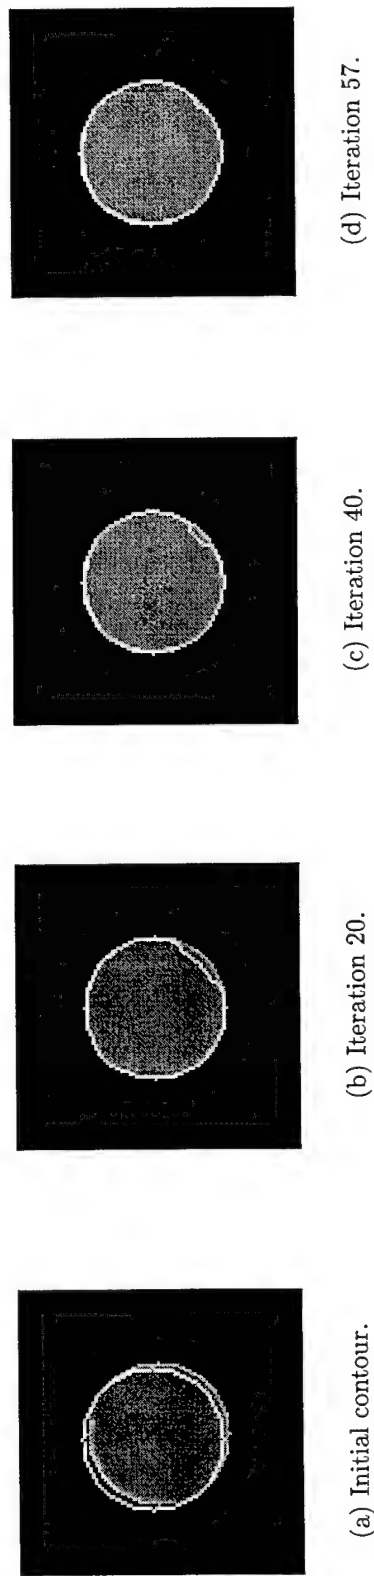 (a) Initial contour.
(b) Iteration 20.
(c) Iteration 40.
(d) Iteration 57.